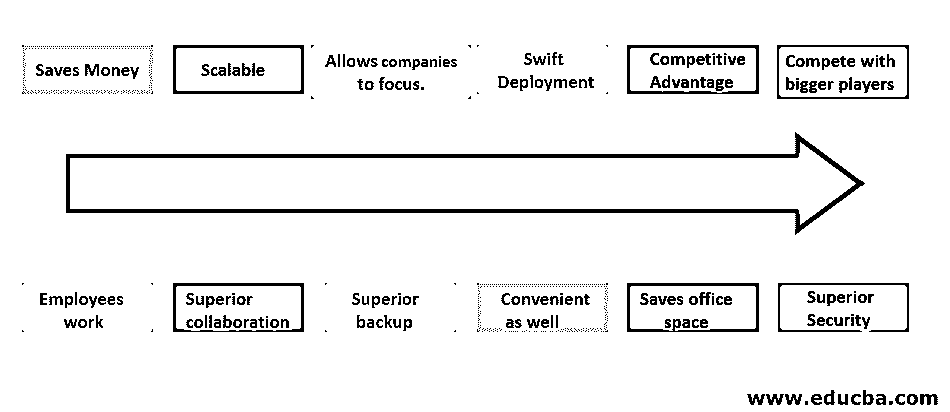 Saves Money
Scalable
Allows companies
to focus.
Swift
Deployment
Competitive
Advantage
Compete with
bigger players
Employees
work
Superior
collaboration
Superior
backup
Convenient
as well
Saves office
space
Superior
Security
www.educba.com